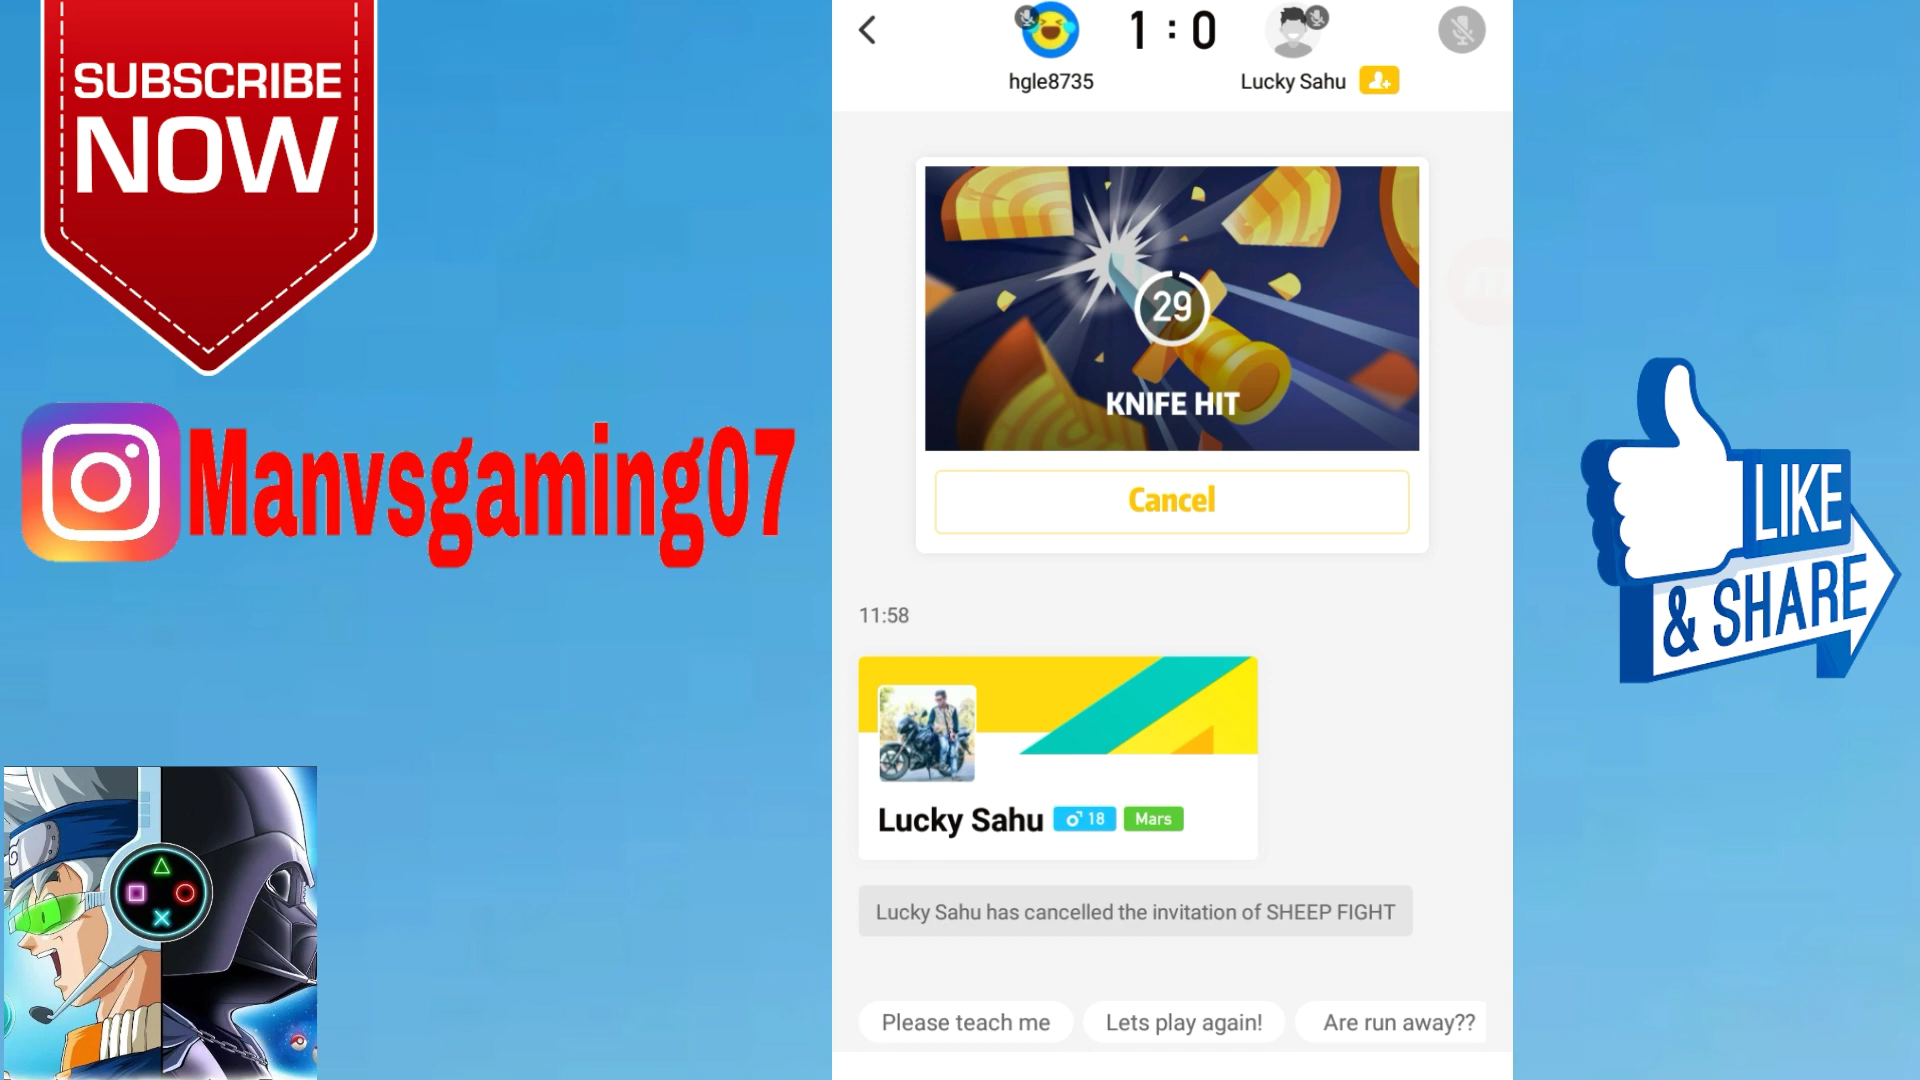 SUBSCRIBE
NOW
Manvsgaming07
1 : 0
hgle8735
Lucky Sahu
29
KNIFE HIT
Cancel
11:58
Lucky Sahu
18
Mars
Lucky Sahu has cancelled the invitation of SHEEP FIGHT
Please teach me
Lets play again!
Are run away??
LIKE
& SHARE